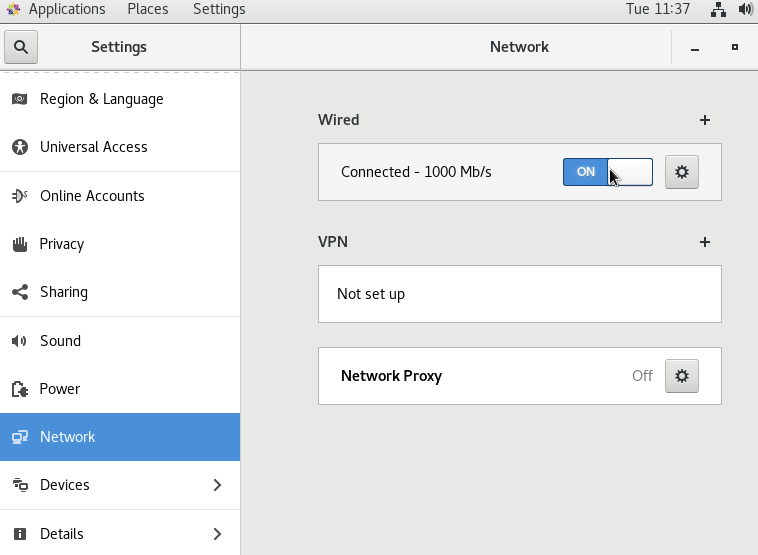 Applications Places Settings Tue 11:37
Settings Network
Region & Language
Universal Access
Online Accounts
Privacy
Sharing
Sound
Power
Network
Devices
Details
Wired
Connected - 1000 Mb/s ON
VPN
Not set up
Network Proxy Off